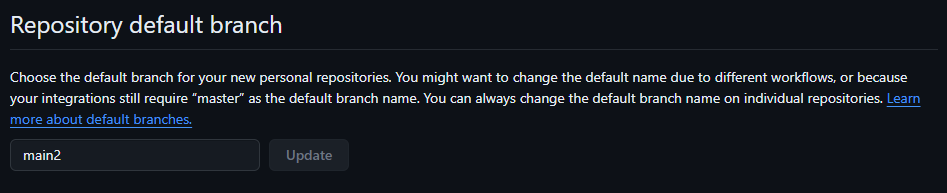 Repository default branch
Choose the default branch for your new personal repositories. You might want to change the default name due to different workflows, or because
your integrations still require “master” as the default branch name. You can always change the default branch name on individual repositories. Learn
more about default branches.
main2 Update